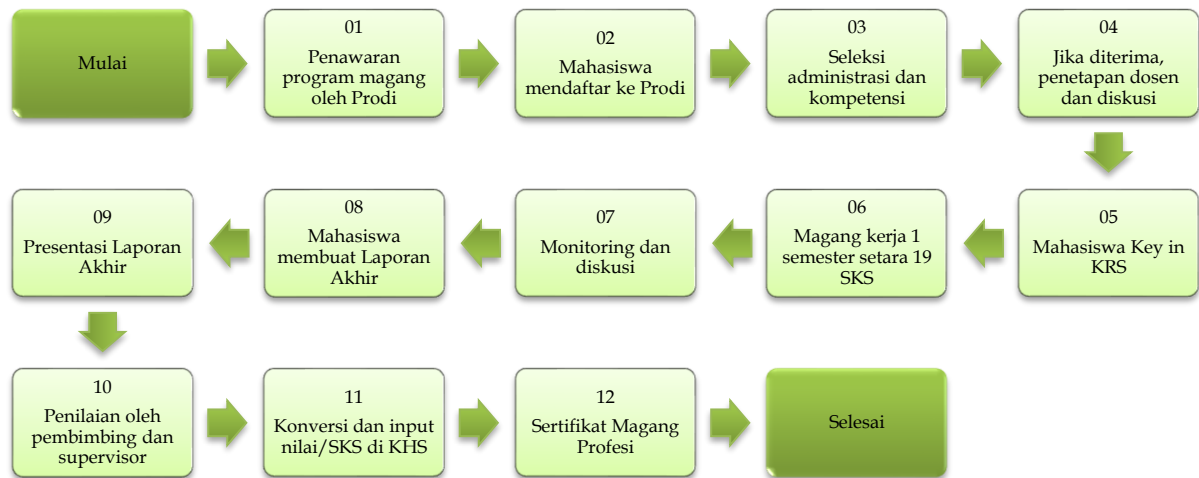 Mulai
01
Penawaran
program magang
oleh Prodi
02
Mahasiswa
mendaftar ke Prodi
03
Seleksi
administrasi dan
kompetensi
04
Jika diterima,
penetapan dosen
dan diskusi
05
Mahasiswa Key in
KRS
06
Magang kerja 1
semester setara 19
SKS
07
Monitoring dan
diskusi
08
Mahasiswa
membuat Laporan
Akhir
09
Presentasi Laporan
Akhir
10
Penilaian oleh
pembimbing dan
supervisor
11
Konversi dan input
nilai/SKS di KHS
12
Sertifikat Magang
Profesi
Selesai